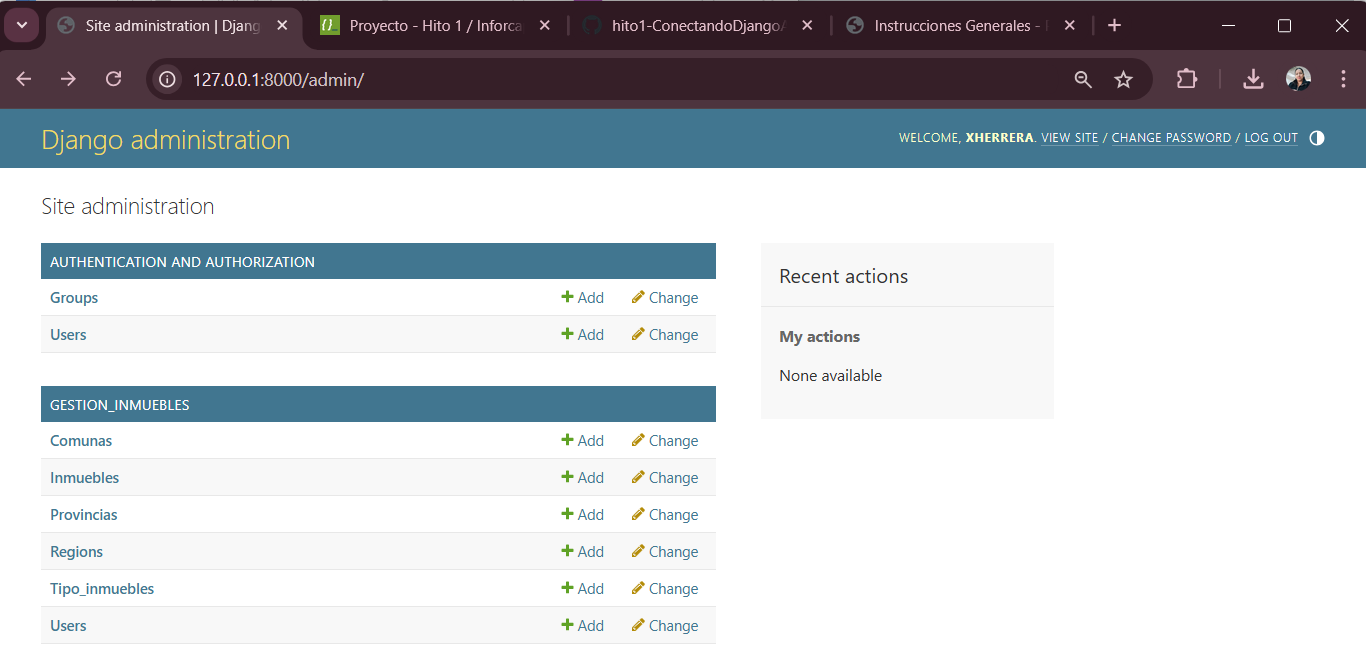 Site administration | Djang
Proyecto - Hito 1 / Inforca
hito1-ConectandoDjangoA
Instrucciones Generales -
127.0.0.1:8000/admin/
Django administration
WELCOME, XHERRERA. VIEW SITE / CHANGE PASSWORD / LOG OUT
Site administration
AUTHENTICATION AND AUTHORIZATION
Groups Add Change
Users Add Change
GESTION_INMUEBLES
Comunas Add Change
Inmuebles Add Change
Provincias Add Change
Regions Add Change
Tipo_inmuebles Add Change
Users Add Change
Recent actions
My actions
None available